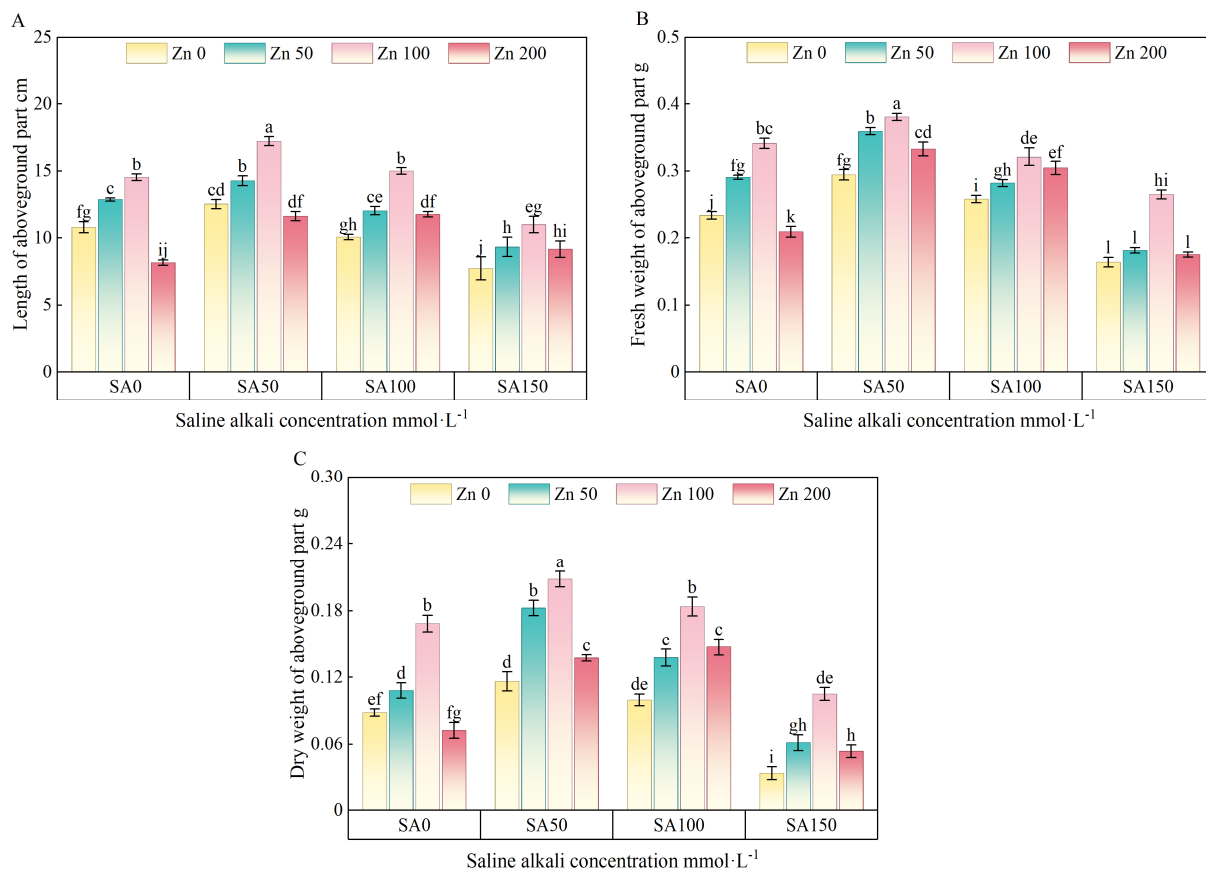 A
Length of aboveground part cm
25
20
15
10
5
0
Zn 0 Zn 50 Zn 100 Zn 200
fg c b ij
cd b a df
gh ce b df
j h eg hi
SA0 SA50 SA100 SA150
Saline alkali concentration mmol·L⁻¹
B
Fresh weight of aboveground part g
0.5
0.4
0.3
0.2
0.1
0
Zn 0 Zn 50 Zn 100 Zn 200
j fg bc k
fg b a cd
i gh de ef
l l hi l
SA0 SA50 SA100 SA150
Saline alkali concentration mmol·L⁻¹
C
Dry weight of aboveground part g
0.30
0.24
0.18
0.12
0.06
0
Zn 0 Zn 50 Zn 100 Zn 200
ef d b fg
d b a c
de c b c
i gh de h
SA0 SA50 SA100 SA150
Saline alkali concentration mmol·L⁻¹